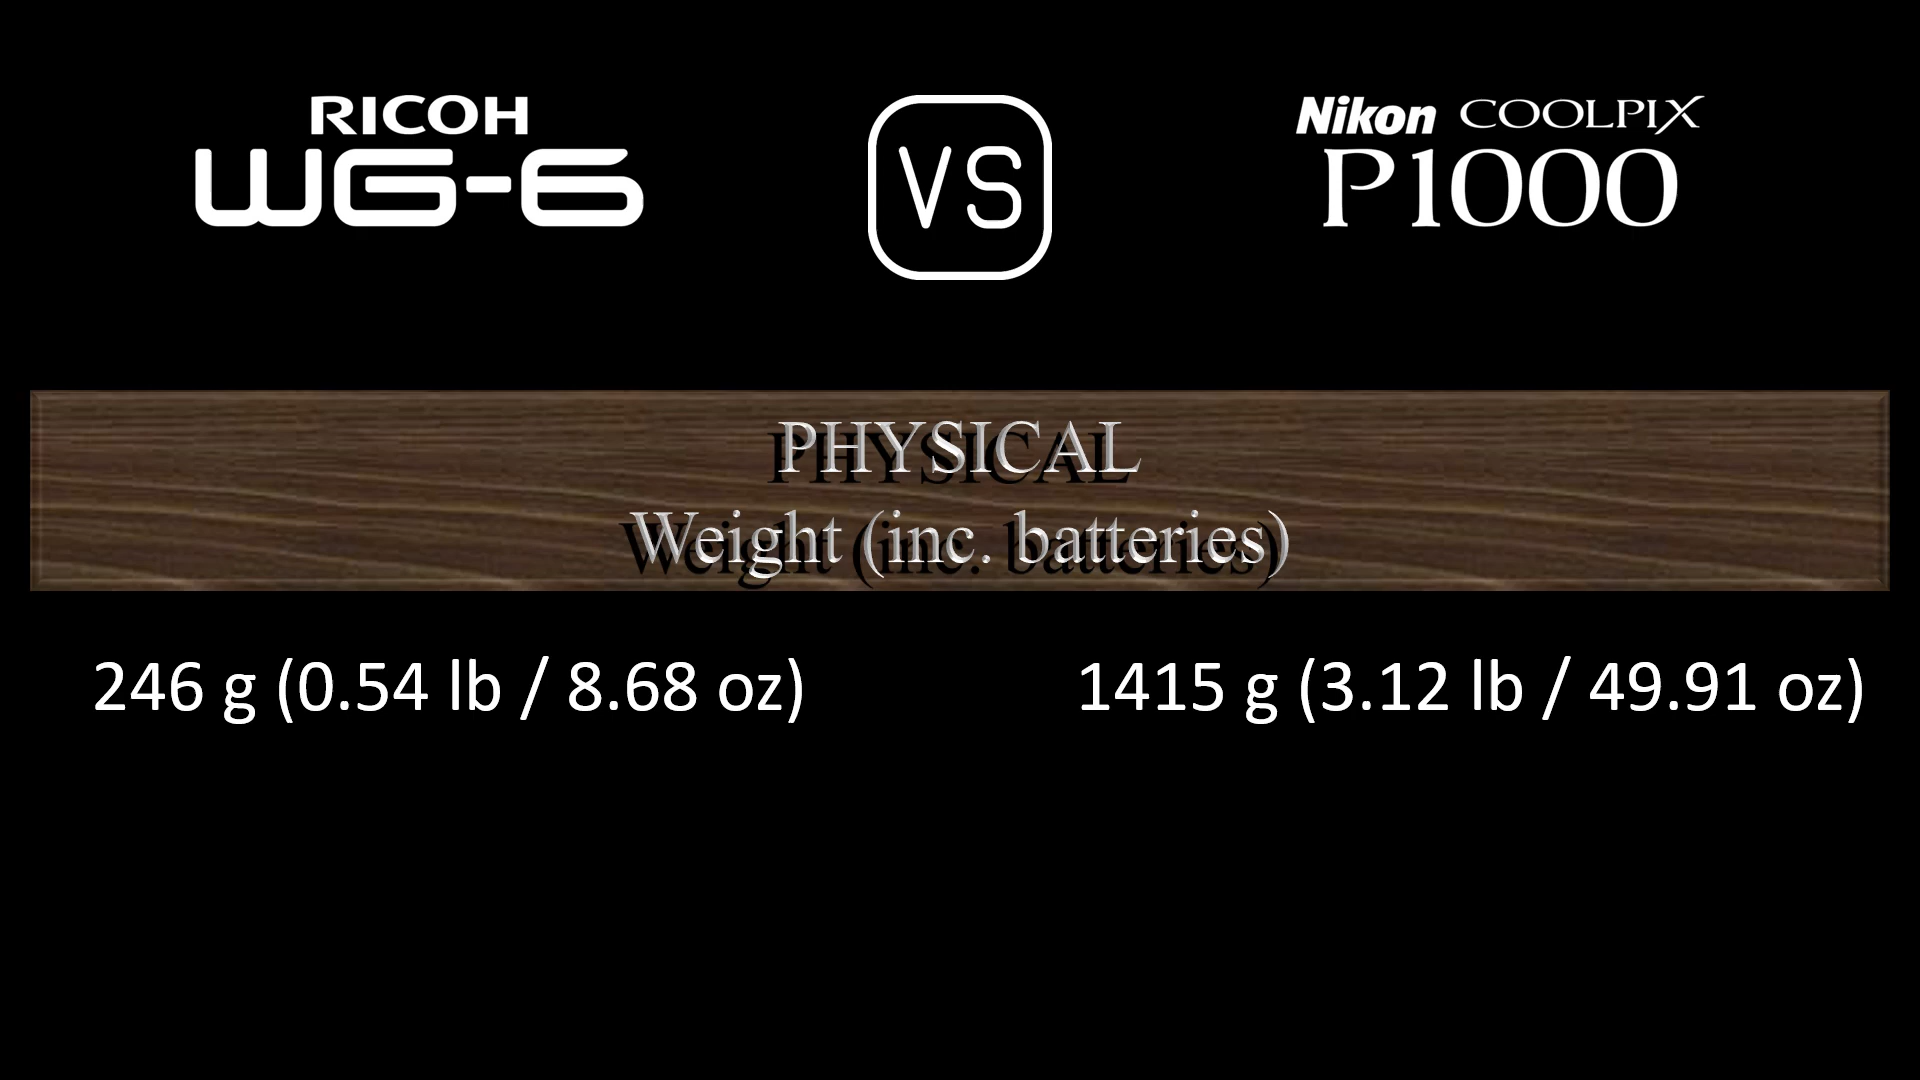 RICOH
WG-6
VS
Nikon COOLPIX
P1000
PHYSICAL
Weight (inc. batteries)
246 g (0.54 lb / 8.68 oz)
1415 g (3.12 lb / 49.91 oz)